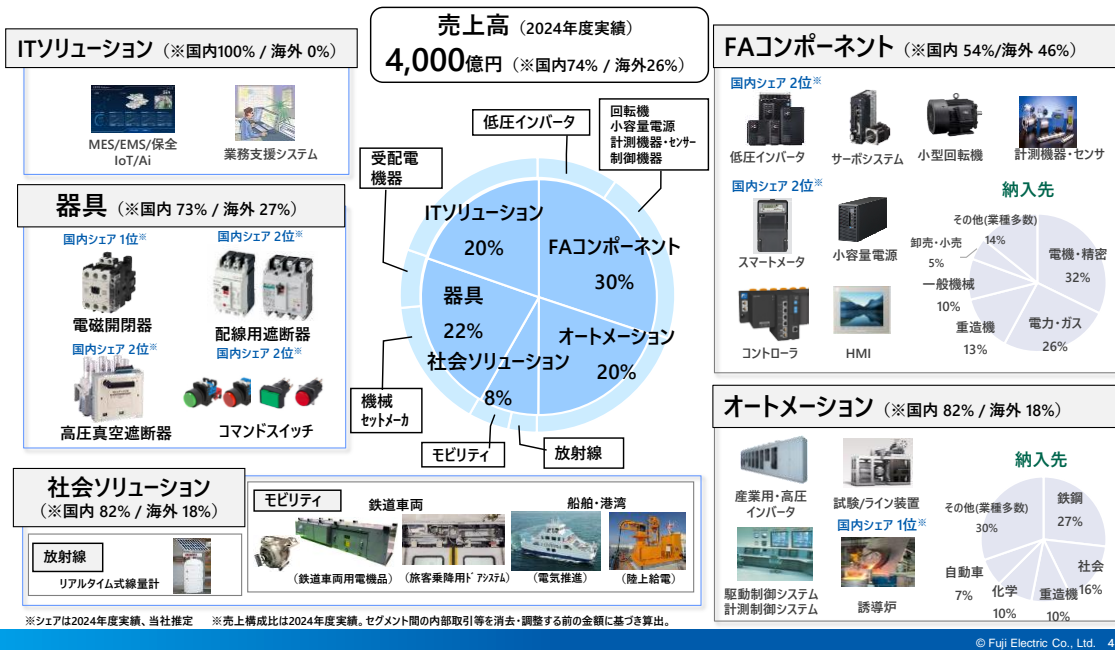 売上高 (2024年度実績)
4,000億円 (※国内74% / 海外26%)
ITソリューション (※国内100% / 海外 0%)
MES/EMS/保全
IoT/Ai
業務支援システム
器具 (※国内 73% / 海外 27%)
国内シェア 1位※
電磁開閉器
国内シェア 2位※
配線用遮断器
国内シェア 2位※
高圧真空遮断器
国内シェア 2位※
コマンドスイッチ
低圧インバータ
回転機
小容量電源
計測機器・センサー
制御機器
受配電
機器
ITソリューション
20%
FAコンポーネント
30%
器具
22%
オートメーション
20%
社会ソリューション
8%
機械
セットメーカ
モビリティ
放射線
FAコンポーネント (※国内 54%/海外 46%)
国内シェア 2位※
低圧インバータ
サーボシステム
小型回転機
計測機器・センサ
国内シェア 2位※
スマートメータ
小容量電源
コントローラ
HMI
納入先
その他(業種多数)
14%
卸売・小売
5%
一般機械
10%
重造機
13%
電機・精密
32%
電力・ガス
26%
オートメーション (※国内 82% / 海外 18%)
産業用・高圧
インバータ
試験/ライン装置
国内シェア 1位※
駆動制御システム
計測制御システム
誘導炉
納入先
その他(業種多数)
30%
鉄鋼
27%
自動車
7%
化学
10%
重造機
10%
社会
16%
社会ソリューション
(※国内 82% / 海外 18%)
放射線
リアルタイム式線量計
モビリティ
鉄道車両
船舶・港湾
(鉄道車両用電機品)
(旅客乗降用ドアシステム)
(電気推進)
(陸上給電)
※シェアは2024年度実績、当社推定 ※売上構成比は2024年度実績。セグメント間の内部取引等を消去・調整する前の金額に基づき算出。
© Fuji Electric Co., Ltd. 4